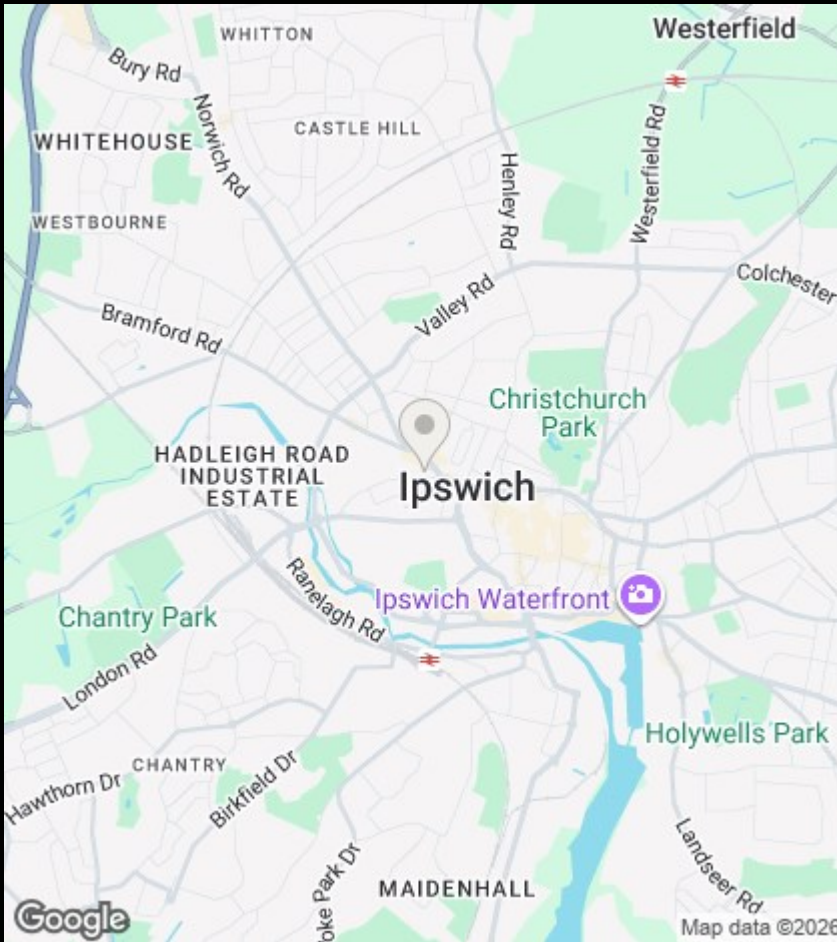 WHITTON
Westerfield
Bury Rd
Norwich Rd
CASTLE HILL
WHITEHOUSE
Henley Rd
Westerfield Rd
WESTBOURNE
Colchester
Valley Rd
Bramford Rd
Christchurch
Park
HADLEIGH ROAD
INDUSTRIAL
ESTATE
Ipswich
Ranelagh Rd
Ipswich Waterfront
Chantry Park
London Rd
Holywells Park
CHANTRY
Hawthorn Dr
Birkfield Dr
oke Park Dr
Landseer Rd
MAIDENHALL
Google
Map data ©2026